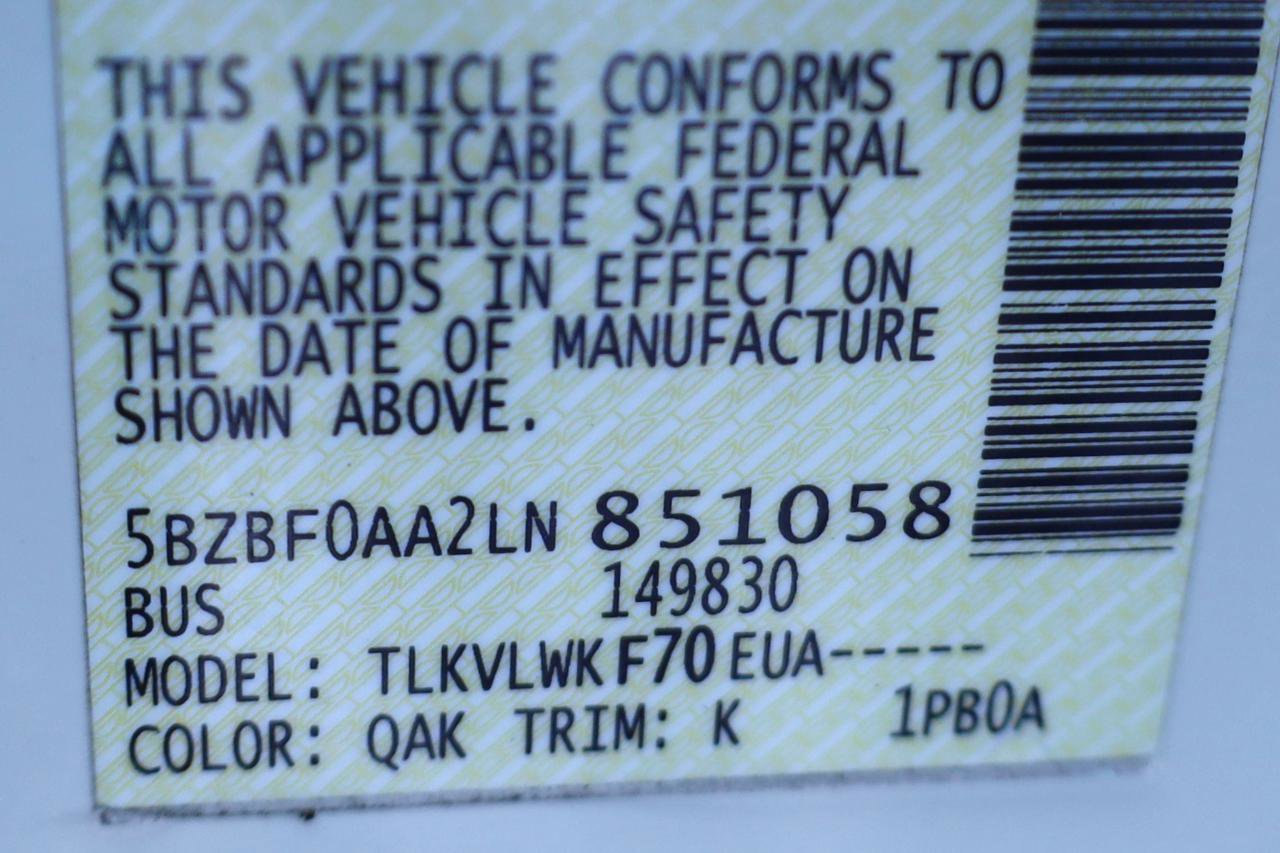 THIS VEHICLE CONFORMS TO
ALL APPLICABLE FEDERAL
MOTOR VEHICLE SAFETY
STANDARDS IN EFFECT ON
THE DATE OF MANUFACTURE
SHOWN ABOVE.
5BZBF0AA2LN 851058
BUS 149830
MODEL: TLKVLWK F70 EUA-----
COLOR: QAK TRIM: K 1PB0A